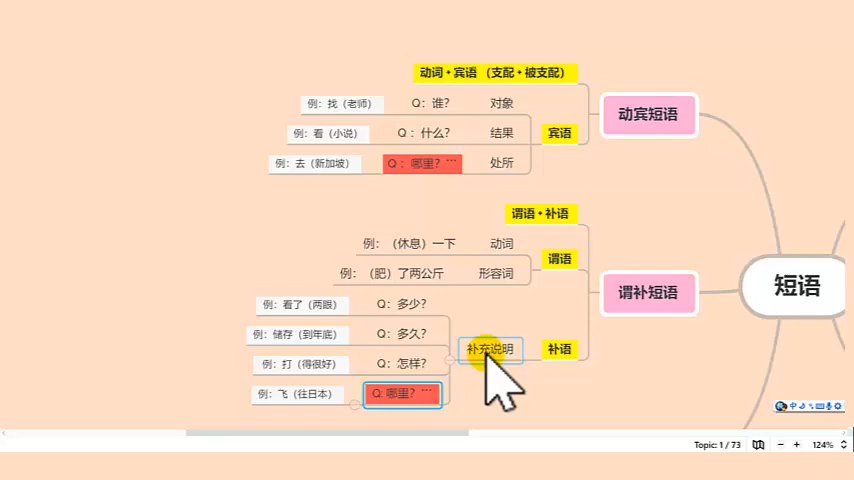 动词 + 宾语 （支配 + 被支配）
例：找（老师） Q：谁？ 对象
动宾短语
例：看（小说） Q ：什么？ 结果 宾语
例：去（新加坡） Q ：哪里？ 处所
谓语 + 补语
例：（休息）一下 动词
谓语
例：（肥）了两公斤 形容词
短语
谓补短语
例：看了（两眼） Q：多少？
例：储存（到年底） Q：多久？
补充说明 补语
例：打（得很好） Q：怎样？
例：飞（往日本） Q: 哪里？
中
Topic: 1 / 73 124%